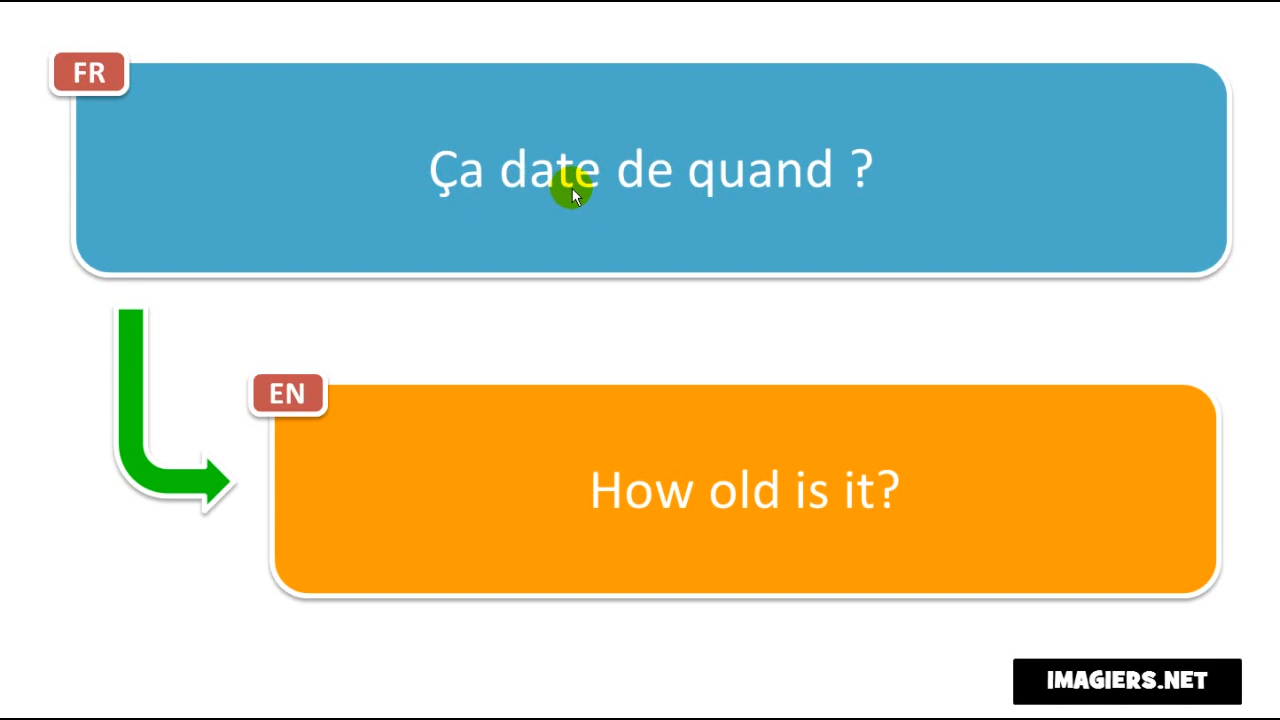 FR
Ça date de quand ?
EN
How old is it?
IMAGIERS.NET